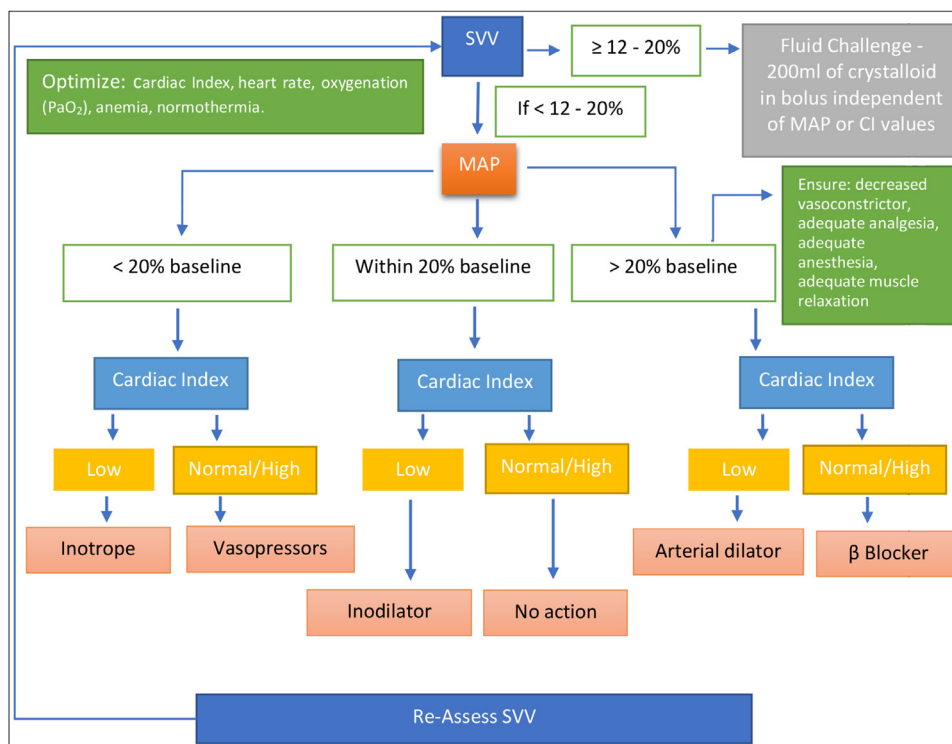 SVV
≥ 12 - 20%
Fluid Challenge -
200ml of crystalloid
in bolus independent
of MAP or CI values
Optimize: Cardiac Index, heart rate, oxygenation
(PaO₂), anemia, normothermia.
If < 12 - 20%
MAP
Ensure: decreased
vasoconstrictor,
adequate analgesia,
adequate
anesthesia,
adequate muscle
relaxation
< 20% baseline
Within 20% baseline
> 20% baseline
Cardiac Index
Cardiac Index
Cardiac Index
Low
Normal/High
Low
Normal/High
Low
Normal/High
Inotrope
Vasopressors
Arterial dilator
β Blocker
Inodilator
No action
Re-Assess SVV